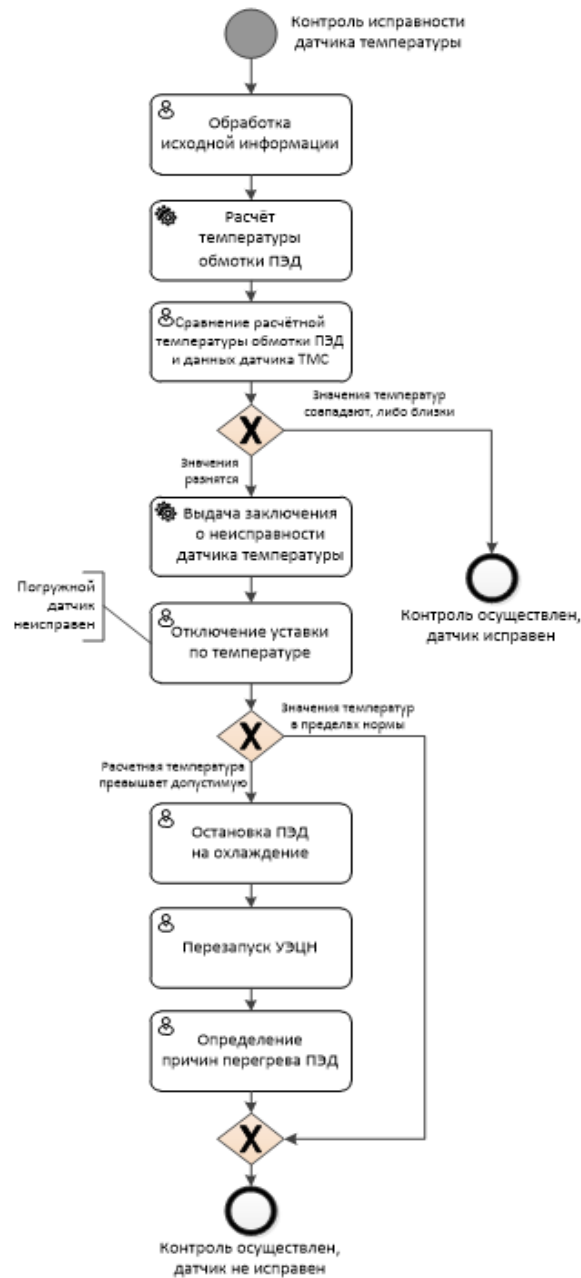 Контроль исправности
датчика температуры
Обработка
исходной информации
Расчёт
температуры
обмотки ПЭД
Сравнение расчётной
температуры обмотки ПЭД
и данных датчика ТМС
Значения температур
совпадают, либо близки
X
Значения
разнятся
Выдача заключения
о неисправности
датчика температуры
Контроль осуществлен,
датчик исправен
Погружной
датчик
неисправен
Отключение уставки
по температуре
Значения температур
в пределах нормы
X
Расчетная температура
превышает допустимую
Остановка ПЭД
на охлаждение
Перезапуск УЭЦН
Определение
причин перегрева ПЭД
X
Контроль осуществлен,
датчик не исправен